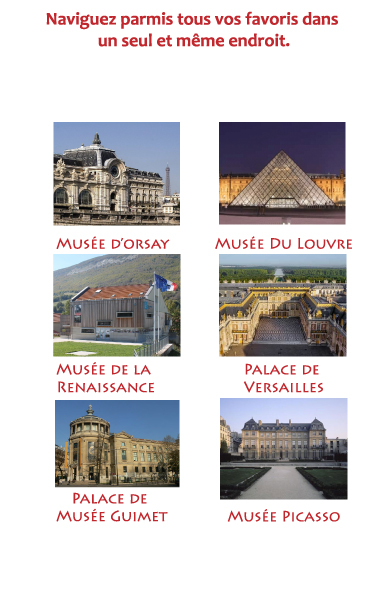 Naviguez parmis tous vos favoris dans
un seul et même endroit.
Musée d'orsay
Musée Du Louvre
Musée de la
Renaissance
Palace de
Versailles
Palace de
Musée Guimet
Musée Picasso